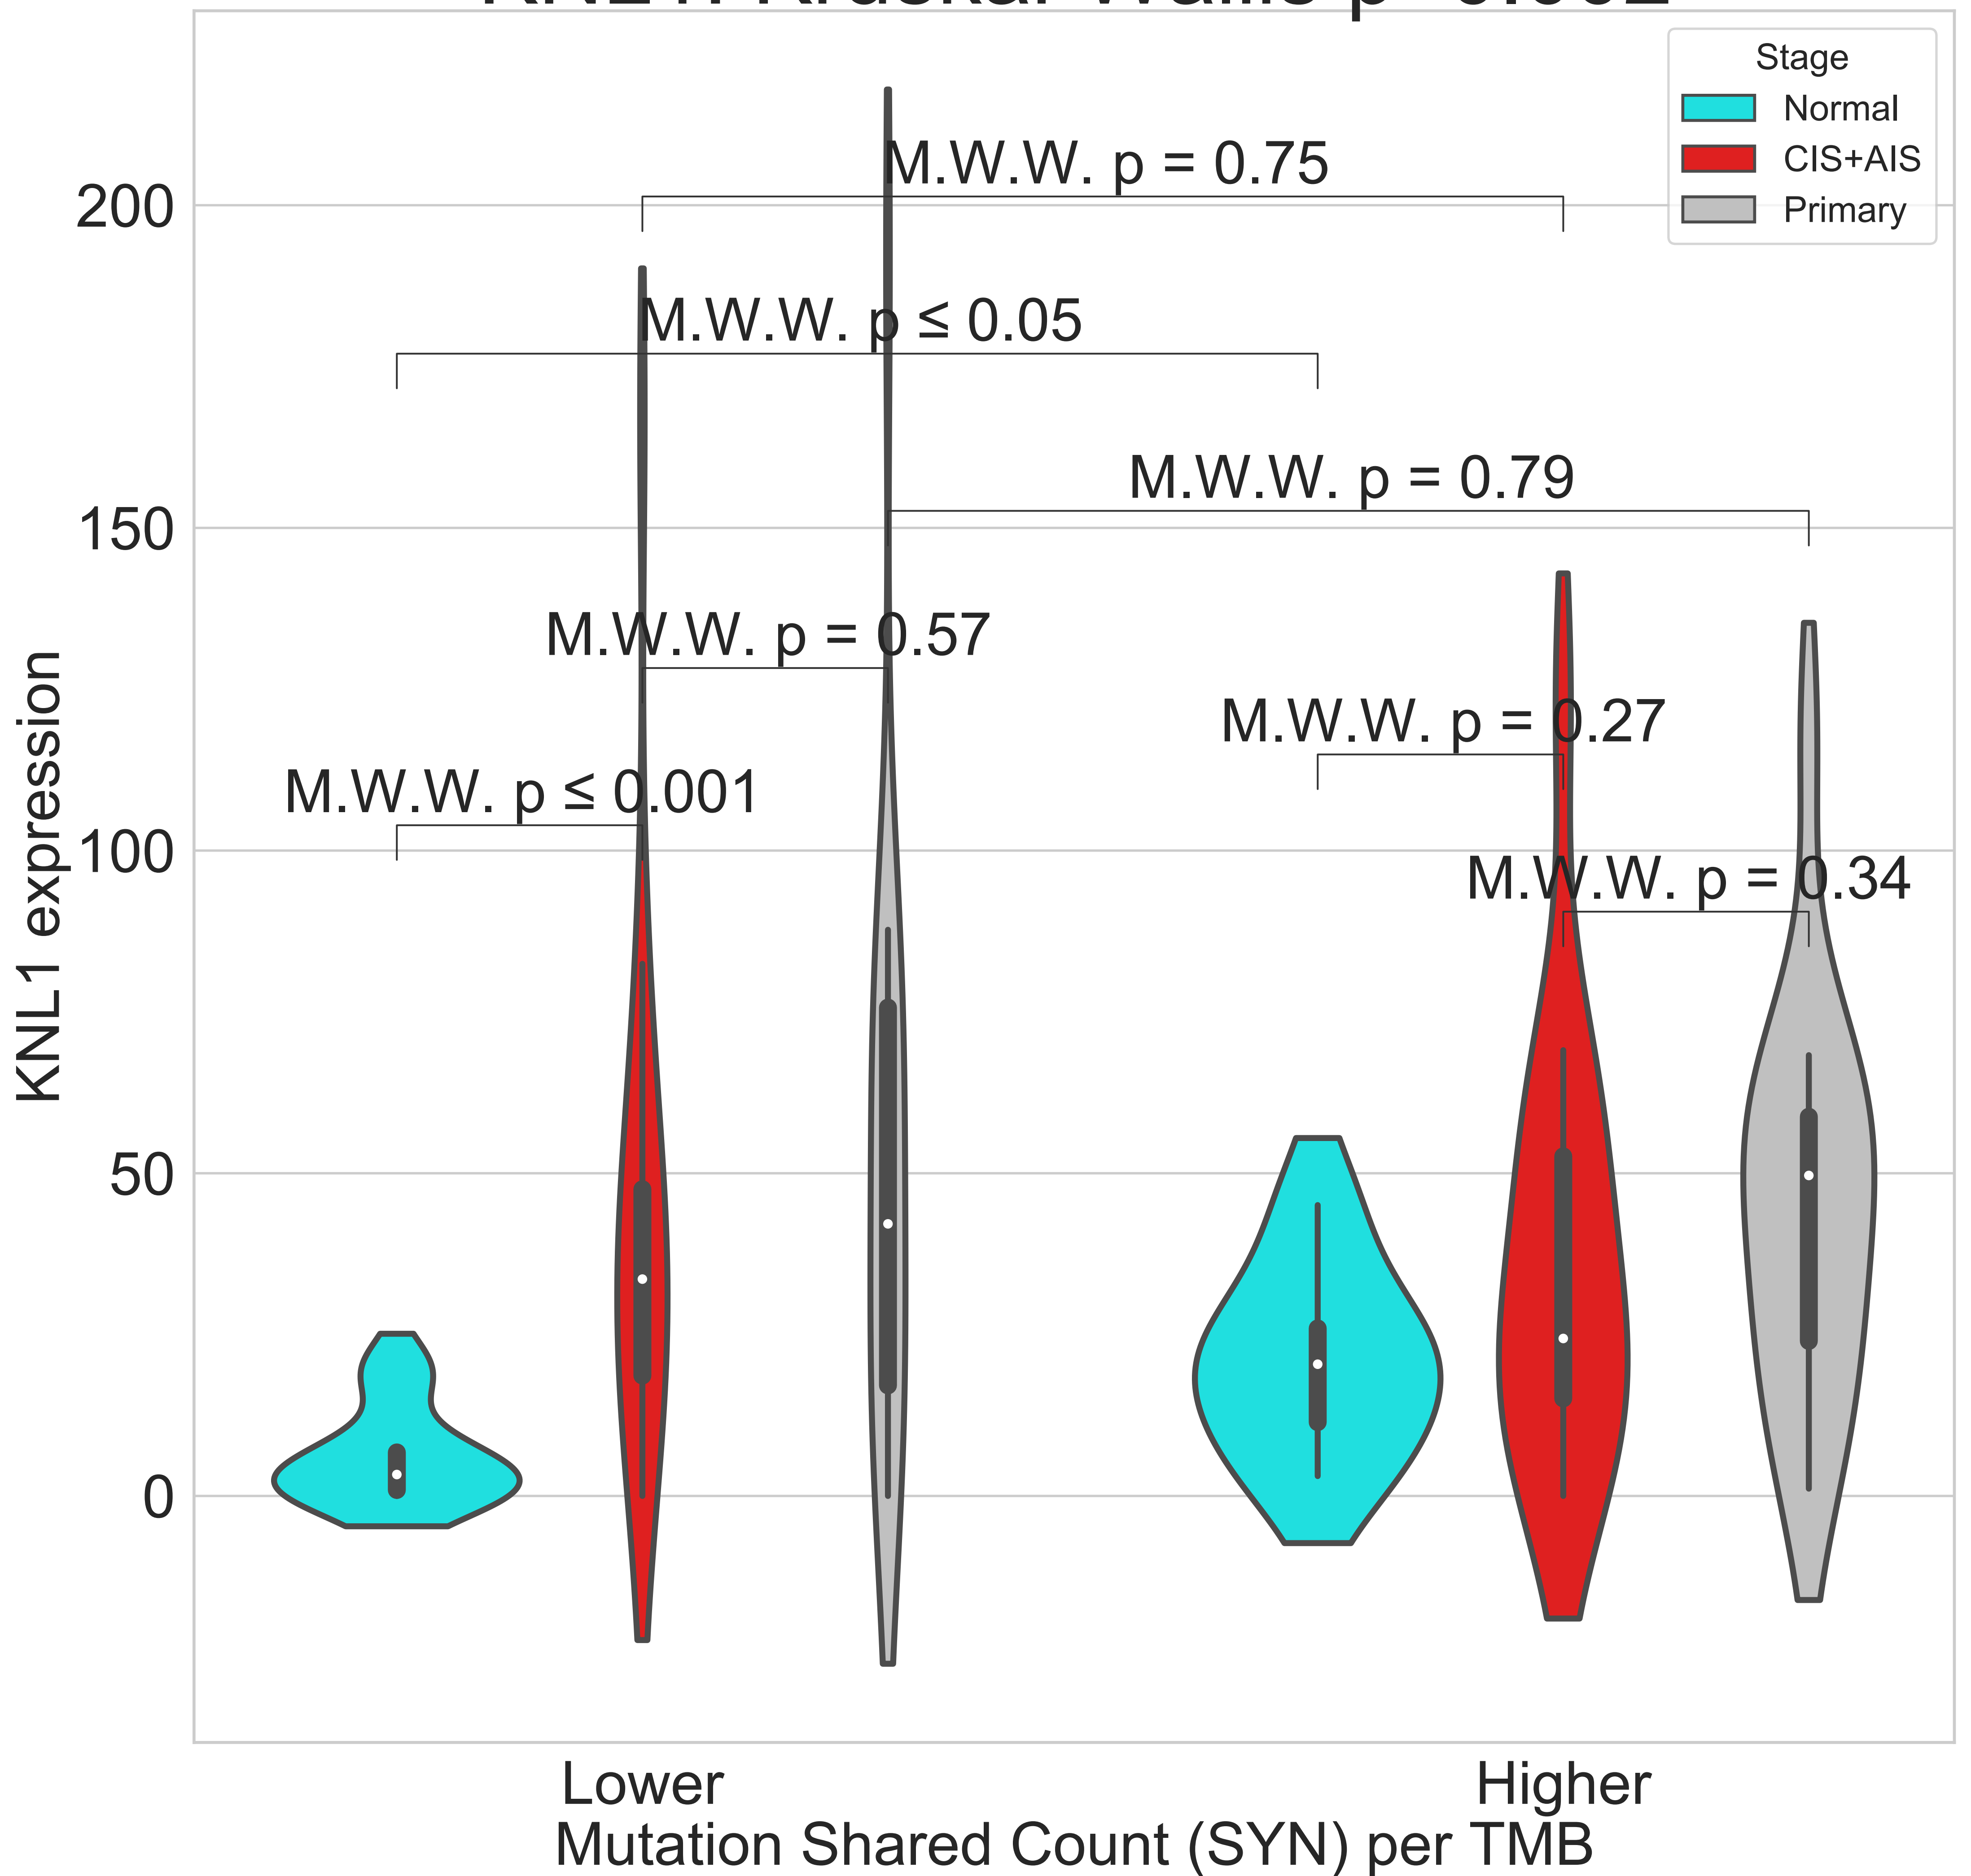 Stage
Normal
CIS+AIS
Primary
M.W.W. p = 0.75
M.W.W. p ≤ 0.05
M.W.W. p = 0.79
M.W.W. p = 0.57
M.W.W. p = 0.27
M.W.W. p ≤ 0.001
M.W.W. p = 0.34
KNL1 expression
200
150
100
50
0
Lower
Higher
Mutation Shared Count (SYN) per TMB